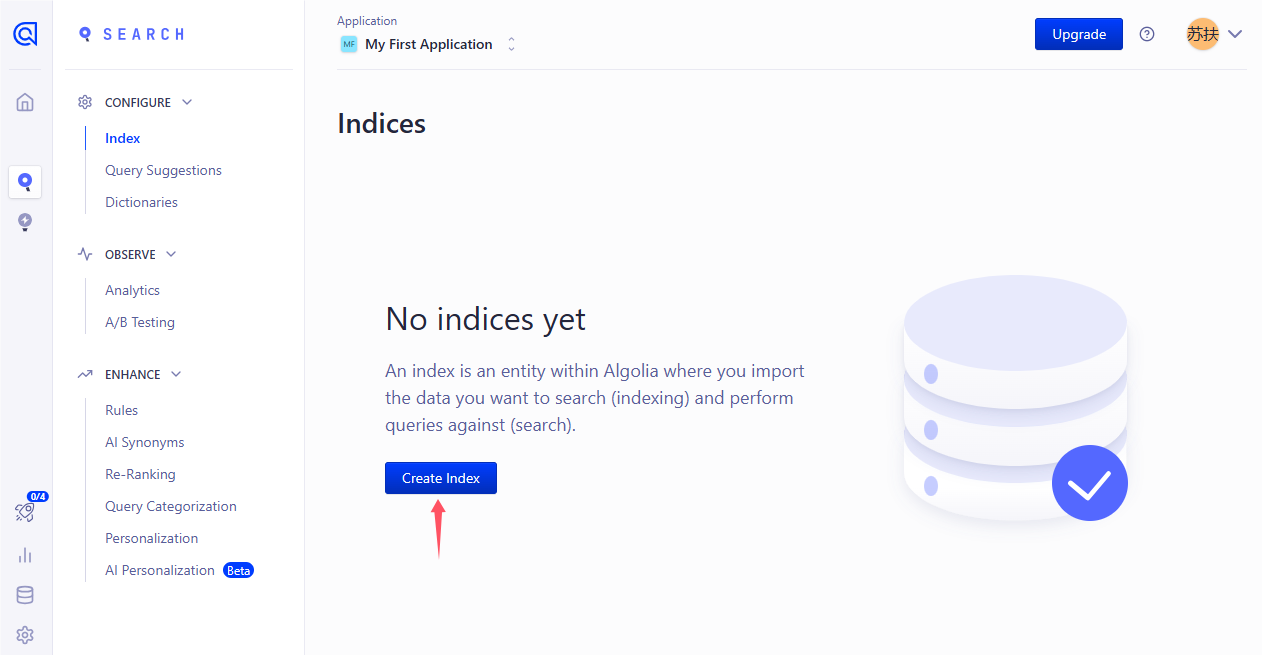 SEARCH
CONFIGURE
Index
Query Suggestions
Dictionaries
OBSERVE
Analytics
A/B Testing
ENHANCE
Rules
AI Synonyms
Re-Ranking
Query Categorization
Personalization
AI Personalization Beta
0/4
Application
MF My First Application
Upgrade
苏扶
Indices
No indices yet
An index is an entity within Algolia where you import
the data you want to search (indexing) and perform
queries against (search).
Create Index